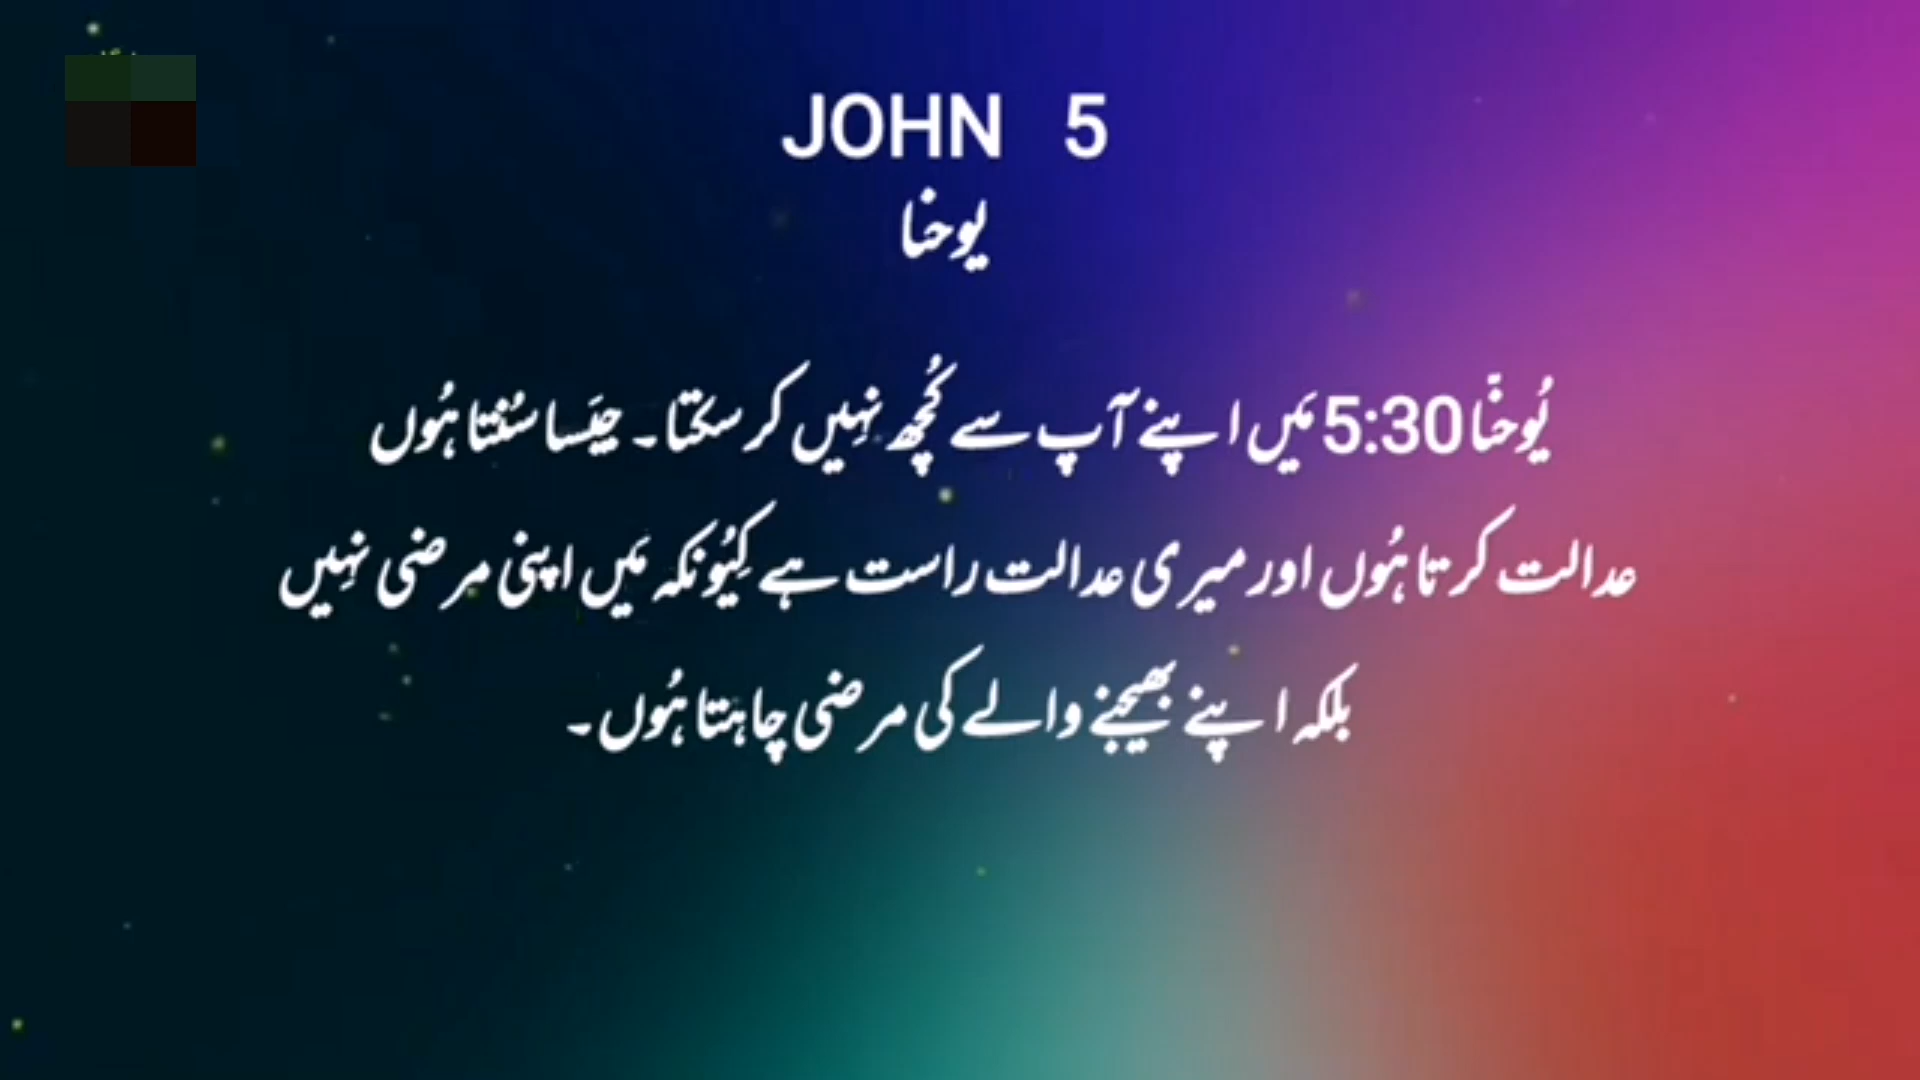 JOHN 5
یوحنا
یُوحنّا 5:30 مَیں اپنے آپ سے کُچھ نہِیں کر سکتا۔ جَیسا سُنتا ہُوں
عدالت کرتا ہُوں اور میری عدالت راست ہے کِیُونکہ مَیں اپنی مرضی نہِیں
بلکہ اپنے بھیجنے والے کی مرضی چاہتا ہُوں۔